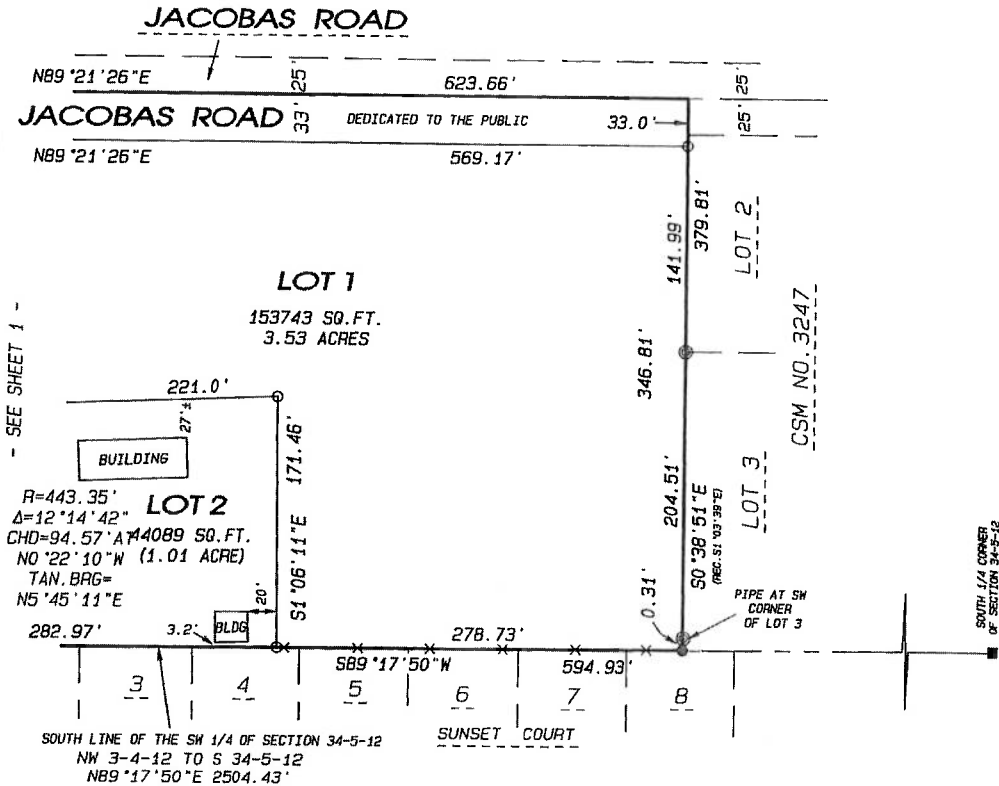 JACOBAS ROAD
N89°21'26"E
25'
623.66'
25'
JACOBAS ROAD
33'
DEDICATED TO THE PUBLIC
33.0'
25'
N89°21'26"E
569.17'
379.81'
141.99'
LOT 2
LOT 1
153743 SQ.FT.
3.53 ACRES
- SEE SHEET 1 -
CSM NO. 3247
346.81'
221.0'
27'±
BUILDING
171.46'
S1°06'11"E
204.51'
S0°38'51"E
(REC.S1°03'39"E)
LOT 3
R=443.35'
LOT 2
Δ=12°14'42"
CHD=94.57' AT
44089 SQ.FT.
N0°22'10"W
(1.01 ACRE)
TAN.BRG=
N5°45'11"E
20'
0.31'
PIPE AT SW
CORNER
OF LOT 3
SOUTH 1/4 CORNER
OF SECTION 34-5-12
282.97'
3.2'
BLDG
278.73'
S89°17'50"W
594.93'
3
4
5
6
7
8
SUNSET COURT
SOUTH LINE OF THE SW 1/4 OF SECTION 34-5-12
NW 3-4-12 TO S 34-5-12
N89°17'50"E 2504.43'